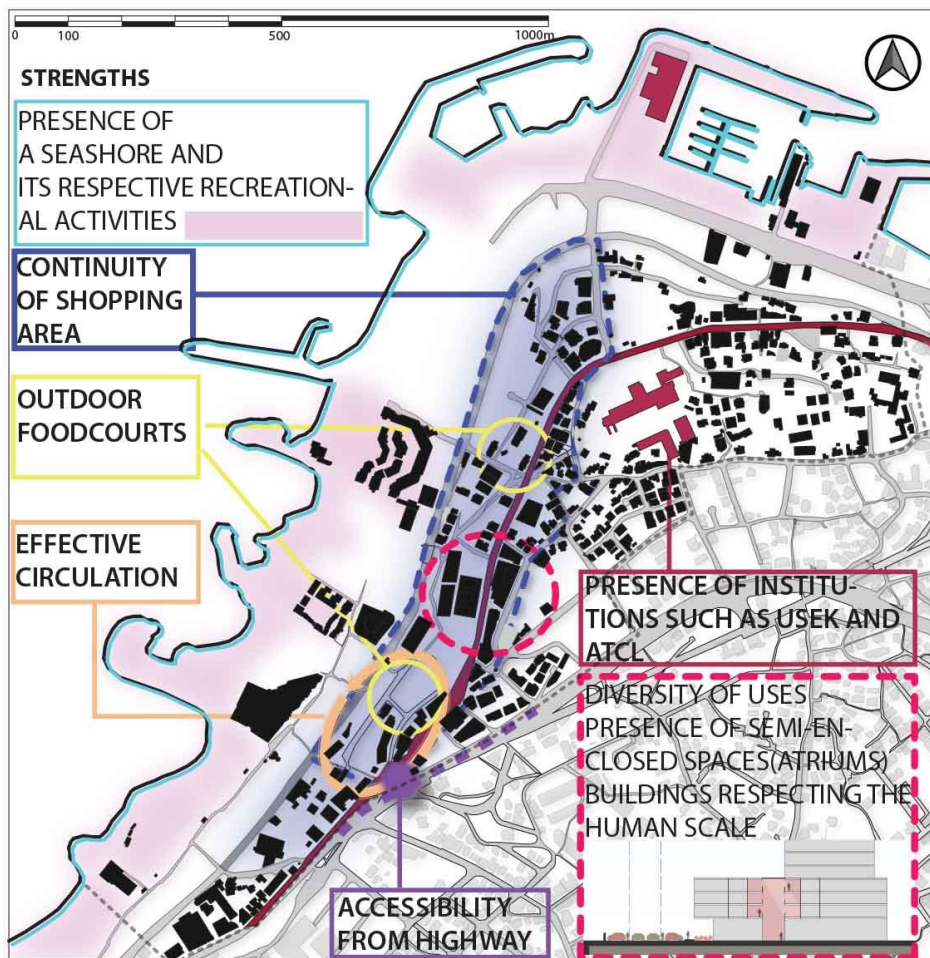 0 100 500 1000m
STRENGTHS
PRESENCE OF
A SEASHORE AND
ITS RESPECTIVE RECREATION-
AL ACTIVITIES
CONTINUITY
OF SHOPPING
AREA
OUTDOOR
FOODCOURTS
EFFECTIVE
CIRCULATION
PRESENCE OF INSTITU-
TIONS SUCH AS USEK AND
ATCL
DIVERSITY OF USES
PRESENCE OF SEMI-EN-
CLOSED SPACES(ATRIUMS)
BUILDINGS RESPECTING THE
HUMAN SCALE
ACCESSIBILITY
FROM HIGHWAY